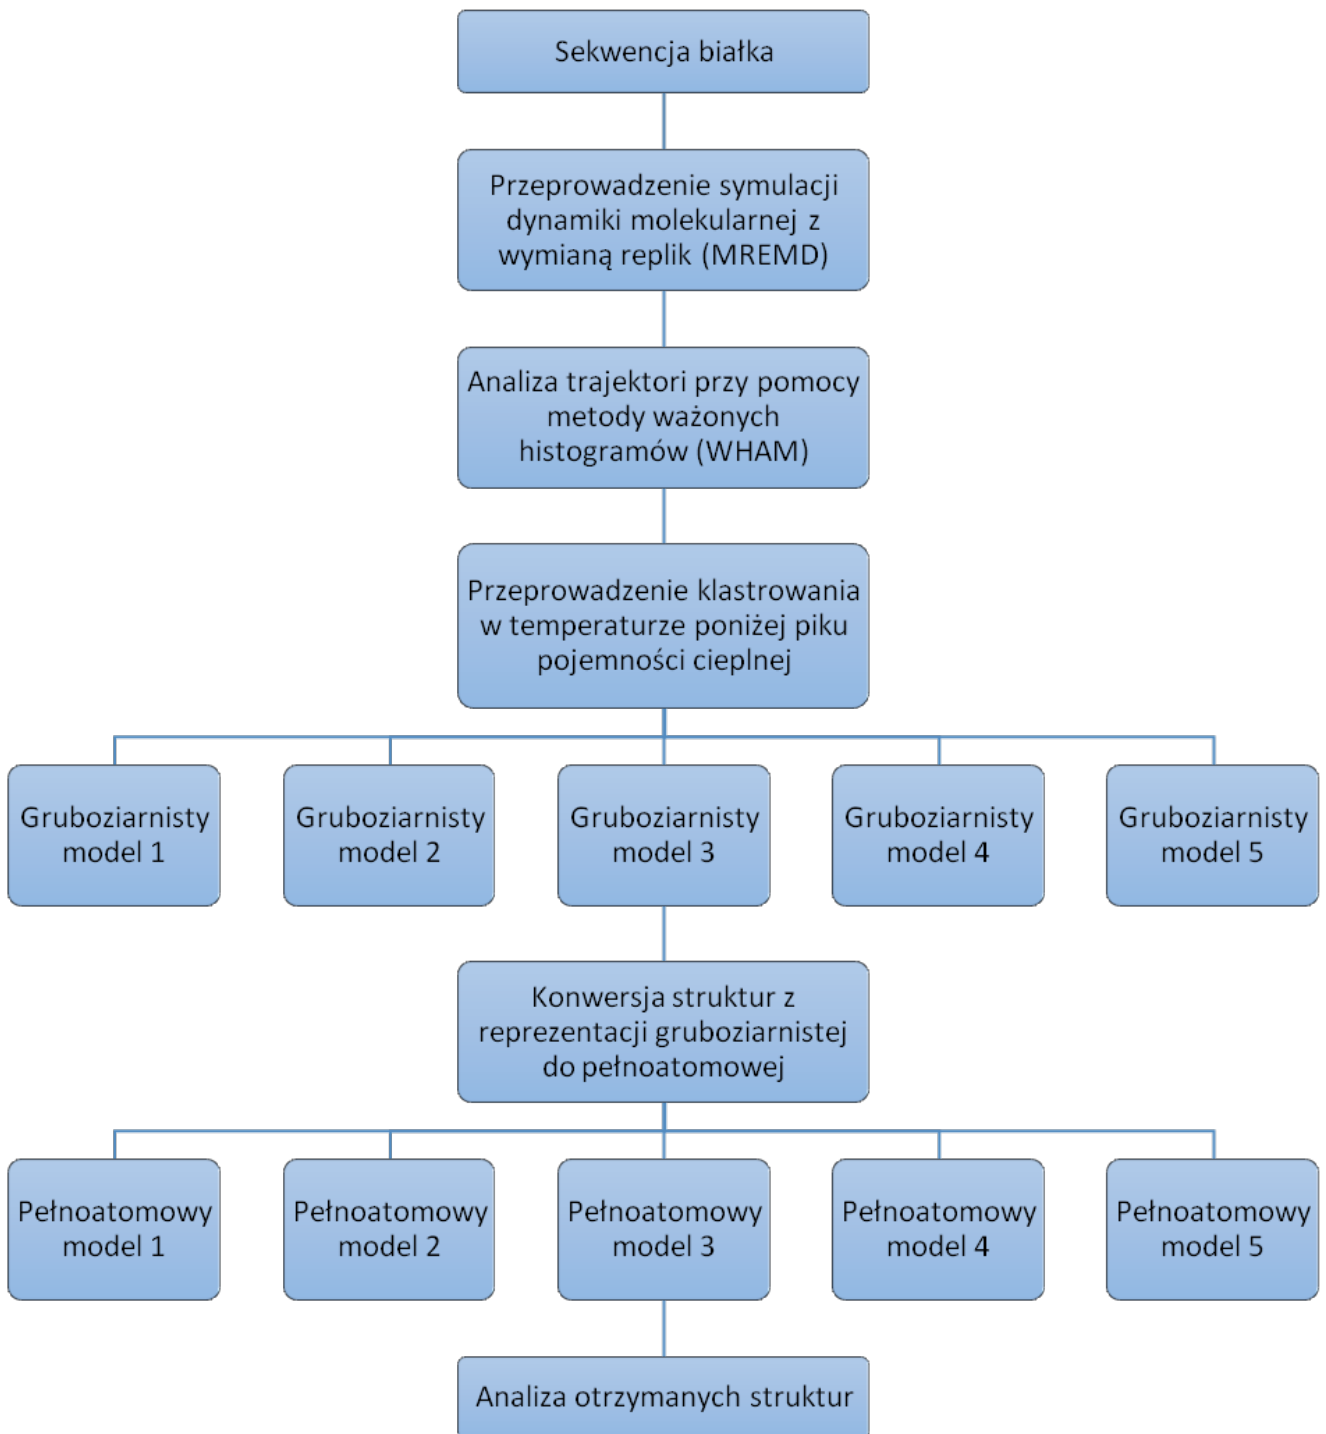 Sekwencja białka
Przeprowadzenie symulacji
dynamiki molekularnej z
wymianą replik (MREMD)
Analiza trajektori przy pomocy
metody ważonych
histogramów (WHAM)
Przeprowadzenie klastrowania
w temperaturze poniżej piku
pojemności cieplnej
Gruboziarnisty
model 1
Gruboziarnisty
model 2
Gruboziarnisty
model 3
Gruboziarnisty
model 4
Gruboziarnisty
model 5
Konwersja struktur z
reprezentacji gruboziarnistej
do pełnoatomowej
Pełnoatomowy
model 1
Pełnoatomowy
model 2
Pełnoatomowy
model 3
Pełnoatomowy
model 4
Pełnoatomowy
model 5
Analiza otrzymanych struktur